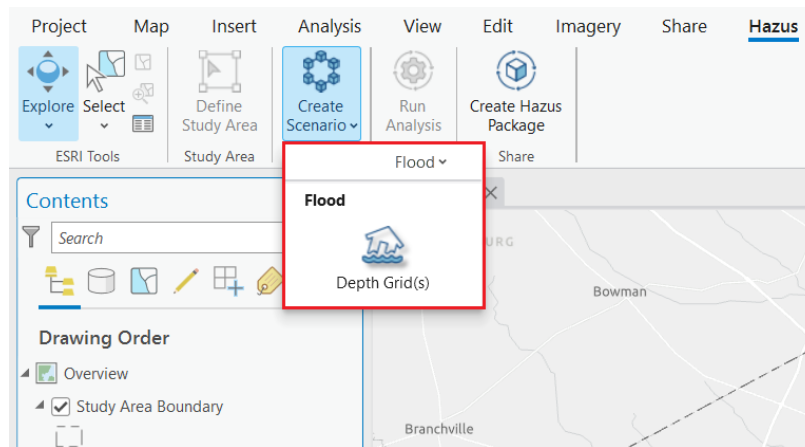 Project Map Insert Analysis View Edit Imagery Share Hazus
Explore Select Define Study Area Create Scenario Run Analysis Create Hazus Package
ESRI Tools Study Area Share
Flood
Contents
Flood
Search
URG
Depth Grid(s)
Bowman
Drawing Order
Overview
Study Area Boundary
Branchville